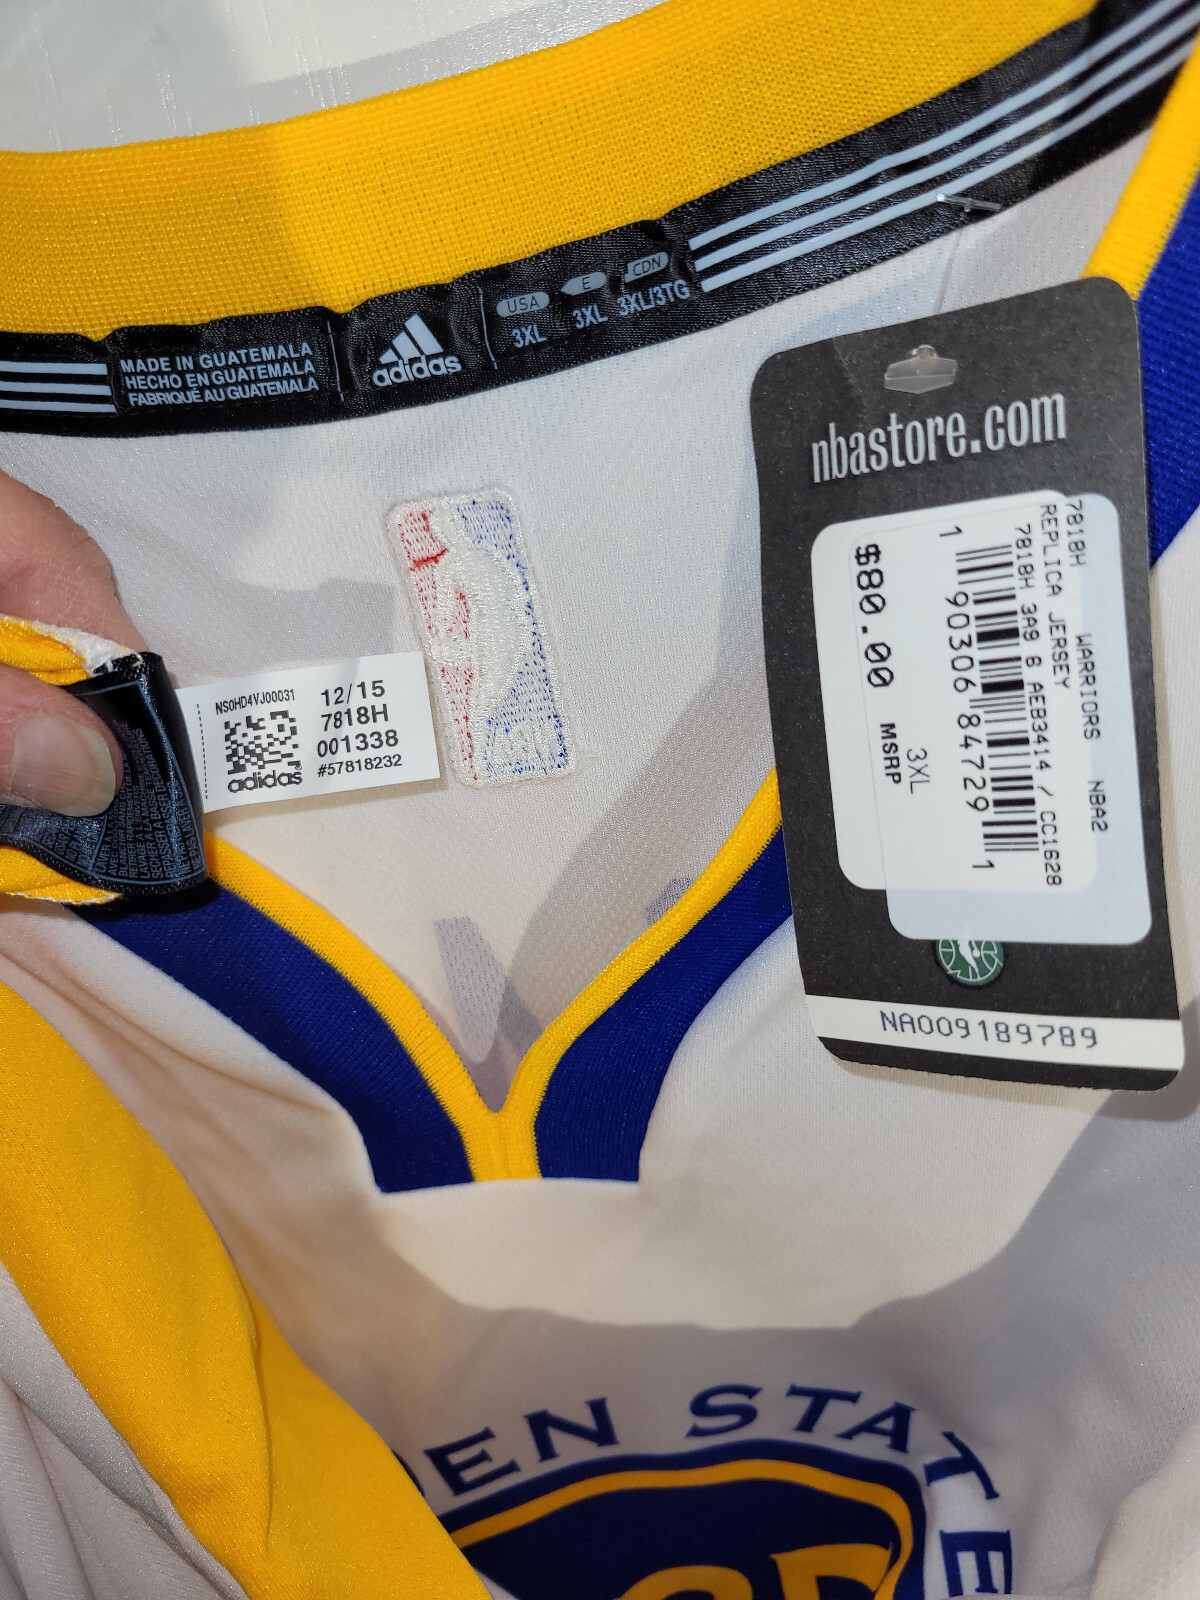 MADE IN GUATEMALA
HECHO EN GUATEMALA
FABRIQUÉ AU GUATEMALA
adidas
USA
3XL
E
3XL
CDN
3XL/3TG
nbastore.com
7818H WARRIORS NBA2
REPLICA JERSEY
7818H 3A9 6 AEB3414 / CC1628
1 90306 84729 1
3XL
$80.00 MSRP
NA009189789
NS0HD4VJ00031
adidas
12/15
7818H
001338
#57818232
DEN STATE